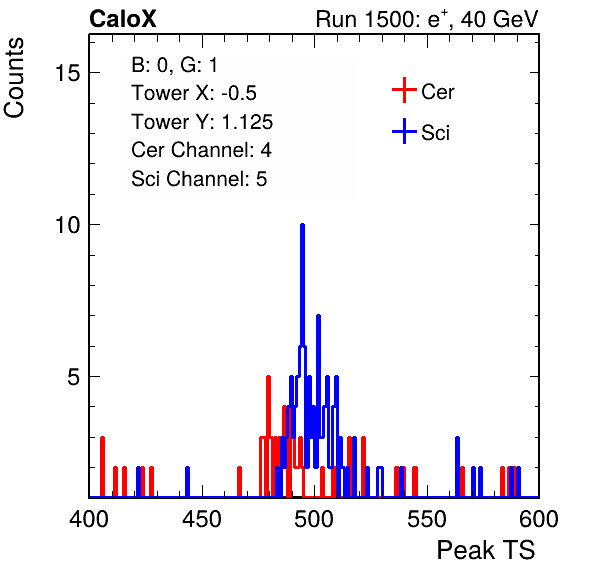 CaloX Run 1500: e⁺, 40 GeV
Counts
B: 0, G: 1
Tower X: -0.5
Tower Y: 1.125
Cer Channel: 4
Sci Channel: 5
Cer
Sci
15
10
5
400 450 500 550 600
Peak TS